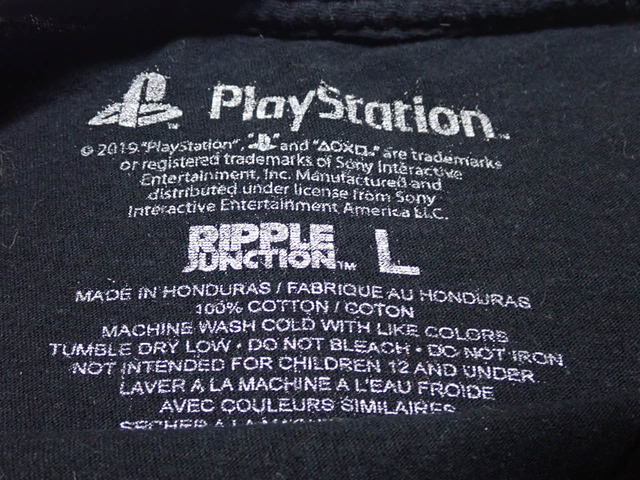 PlayStation™
© 2019 "PlayStation", and "△O✕□" are trademarks
or registered trademarks of Sony Interactive
Entertainment, Inc. Manufactured and
distributed under license from Sony
Interactive Entertainment America LLC.
RIPPLE JUNCTION™ L
MADE IN HONDURAS / FABRIQUE AU HONDURAS
100% COTTON / COTON
MACHINE WASH COLD WITH LIKE COLORS
TUMBLE DRY LOW • DO NOT BLEACH • DO NOT IRON
NOT INTENDED FOR CHILDREN 12 AND UNDER
LAVER A LA MACHINE A L'EAU FROIDE
AVEC COULEURS SIMILAIRES
SECHER A LA